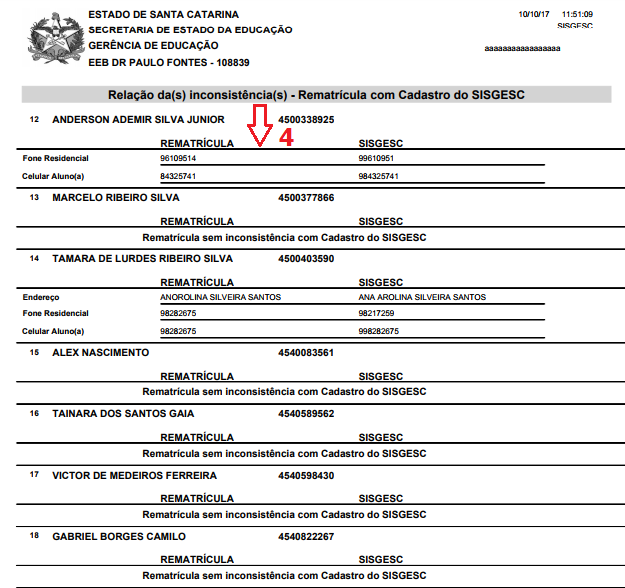 ESTADO DE SANTA CATARINA 10/10/17 11:51:09
SECRETARIA DE ESTADO DA EDUCAÇÃO SISGESC
GERÊNCIA DE EDUCAÇÃO aaaaaaaaaaaaaaaaa
EEB DR PAULO FONTES - 108839
Relação da(s) inconsistência(s) - Rematrícula com Cadastro do SISGESC
12 ANDERSON ADEMIR SILVA JUNIOR 4500338925
REMATRÍCULA 4 SISGESC
Fone Residencial 96109514 99610951
Celular Aluno(a) 84325741 984325741
13 MARCELO RIBEIRO SILVA 4500377866
REMATRÍCULA SISGESC
Rematrícula sem inconsistência com Cadastro do SISGESC
14 TAMARA DE LURDES RIBEIRO SILVA 4500403590
REMATRÍCULA SISGESC
Endereço ANOROLINA SILVEIRA SANTOS ANA AROLINA SILVEIRA SANTOS
Fone Residencial 98282675 98217259
Celular Aluno(a) 98282675 998282675
15 ALEX NASCIMENTO 4540083561
REMATRÍCULA SISGESC
Rematrícula sem inconsistência com Cadastro do SISGESC
16 TAINARA DOS SANTOS GAIA 4540589562
REMATRÍCULA SISGESC
Rematrícula sem inconsistência com Cadastro do SISGESC
17 VICTOR DE MEDEIROS FERREIRA 4540598430
REMATRÍCULA SISGESC
Rematrícula sem inconsistência com Cadastro do SISGESC
18 GABRIEL BORGES CAMILO 4540822267
REMATRÍCULA SISGESC
Rematrícula sem inconsistência com Cadastro do SISGESC